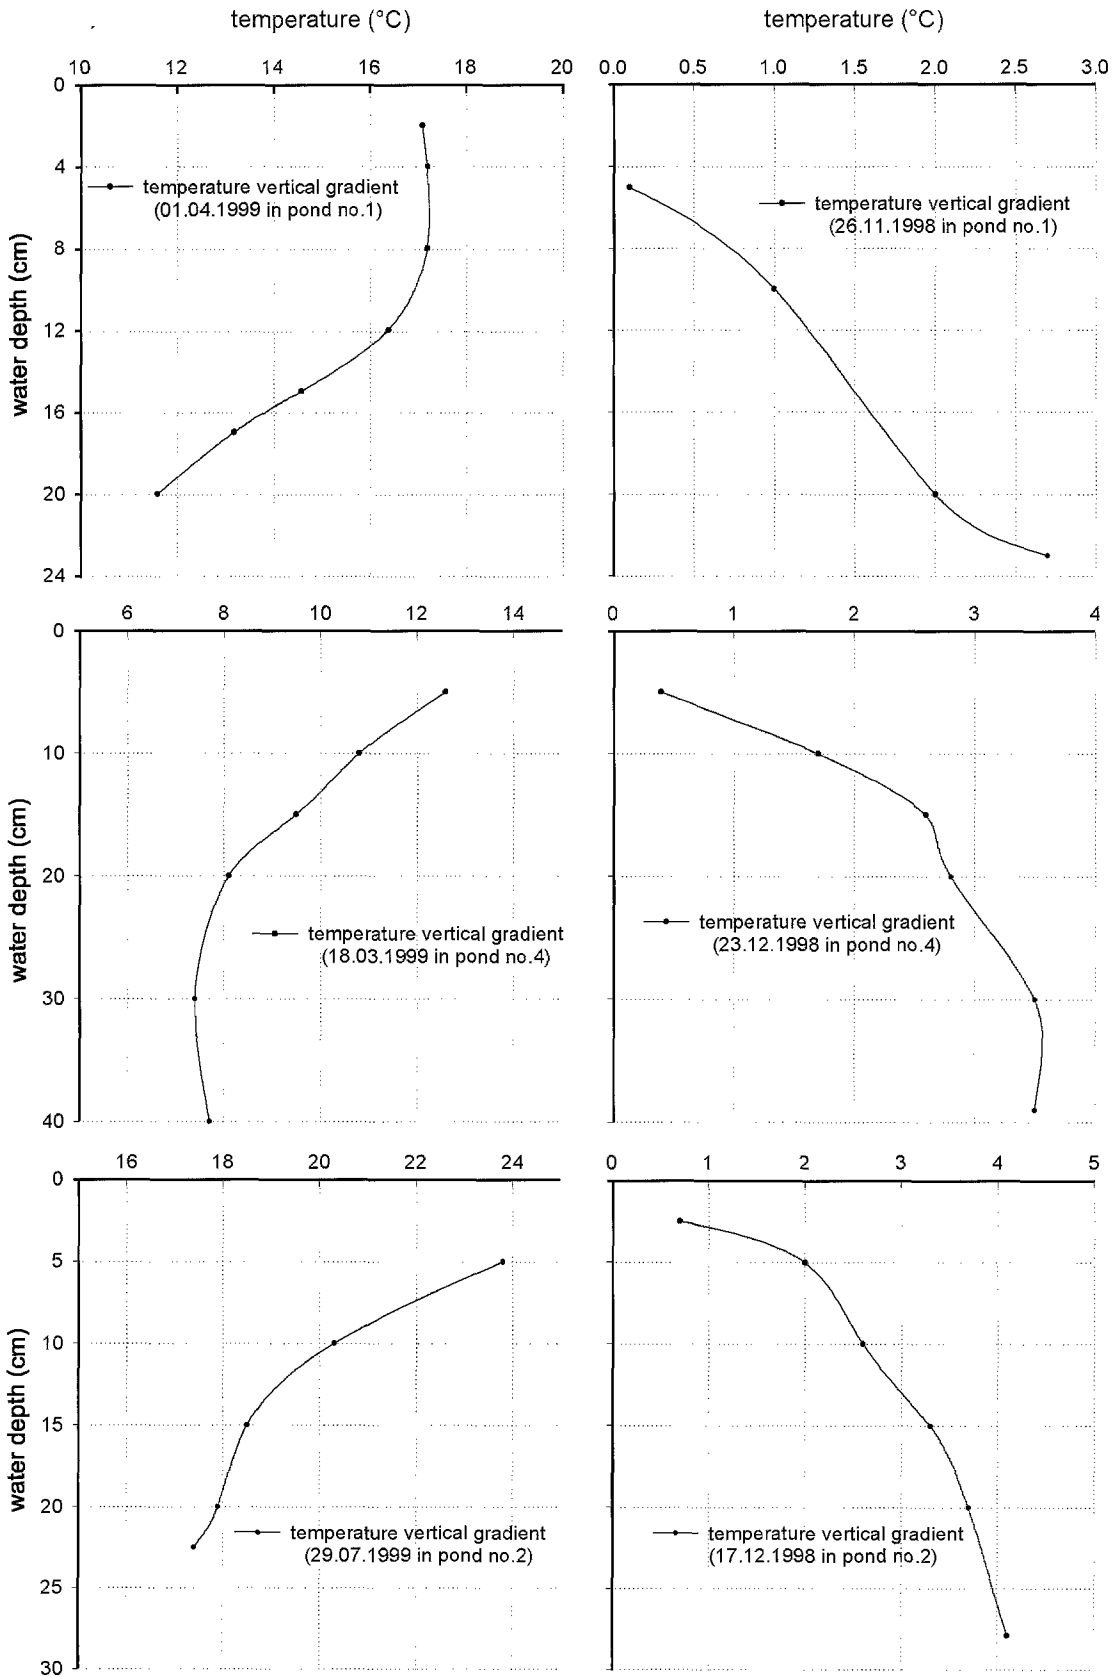 temperature (°C)
temperature (°C)
10 12 14 16 18 20
0.0 0.5 1.0 1.5 2.0 2.5 3.0
0
4
8
12
16
20
24
water depth (cm)
temperature vertical gradient
(01.04.1999 in pond no.1)
temperature vertical gradient
(26.11.1998 in pond no.1)
6 8 10 12 14
0 1 2 3 4
0
10
20
30
40
water depth (cm)
temperature vertical gradient
(18.03.1999 in pond no.4)
temperature vertical gradient
(23.12.1998 in pond no.4)
16 18 20 22 24
0 1 2 3 4 5
0
5
10
15
20
25
30
water depth (cm)
temperature vertical gradient
(29.07.1999 in pond no.2)
temperature vertical gradient
(17.12.1998 in pond no.2)